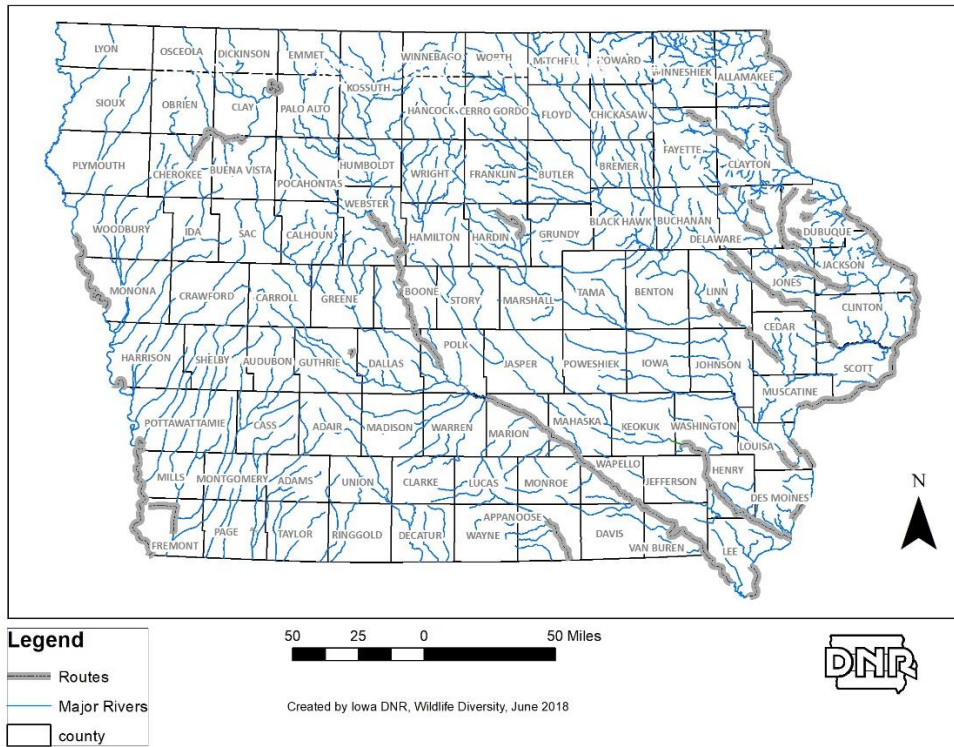 LYON OSCEOLA DICKINSON EMMET WINNEBAGO WORTH MITCHELL HOWARD WINNESHIEK ALLAMAKEE
KOSSUTH
SIOUX OBRIEN CLAY PALO ALTO HANCOCK CERRO GORDO FLOYD CHICKASAW
PLYMOUTH CHEROKEE BUENA VISTA POCAHONTAS HUMBOLDT WRIGHT FRANKLIN BUTLER BREMER FAYETTE CLAYTON
WEBSTER
WOODBURY IDA SAC CALHOUN HAMILTON HARDIN GRUNDY BLACK HAWK BUCHANAN DELAWARE DUBUQUE
JACKSON
MONONA CRAWFORD CARROLL GREENE BOONE STORY MARSHALL TAMA BENTON LINN JONES
CLINTON
CEDAR
HARRISON SHELBY AUDUBON GUTHRIE DALLAS POLK JASPER POWESHIEK IOWA JOHNSON SCOTT
MUSCATINE
POTTAWATTAMIE CASS ADAIR MADISON WARREN MARION MAHASKA KEOKUK WASHINGTON
LOUISA
MILLS MONTGOMERY ADAMS UNION CLARKE LUCAS MONROE WAPELLO JEFFERSON HENRY
DES MOINES
FREMONT PAGE TAYLOR RINGGOLD DECATUR WAYNE APPANOOSE DAVIS VAN BUREN LEE
N
Legend
Routes
Major Rivers
county
50 25 0 50 Miles
Created by Iowa DNR, Wildlife Diversity, June 2018
DNR